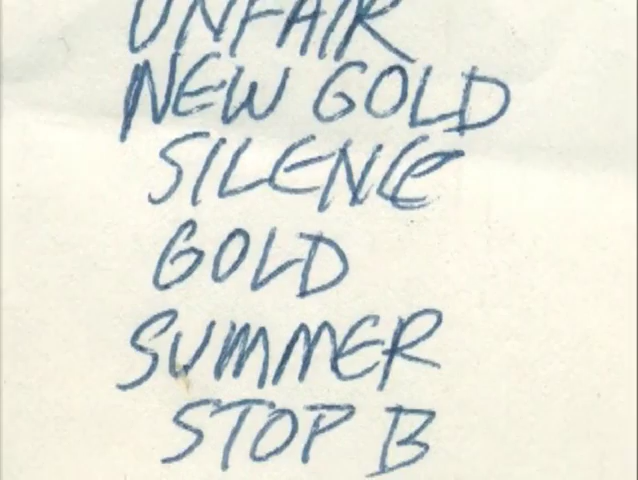 UNFAIR
NEW GOLD
SILENCE
GOLD
SUMMER
STOP B